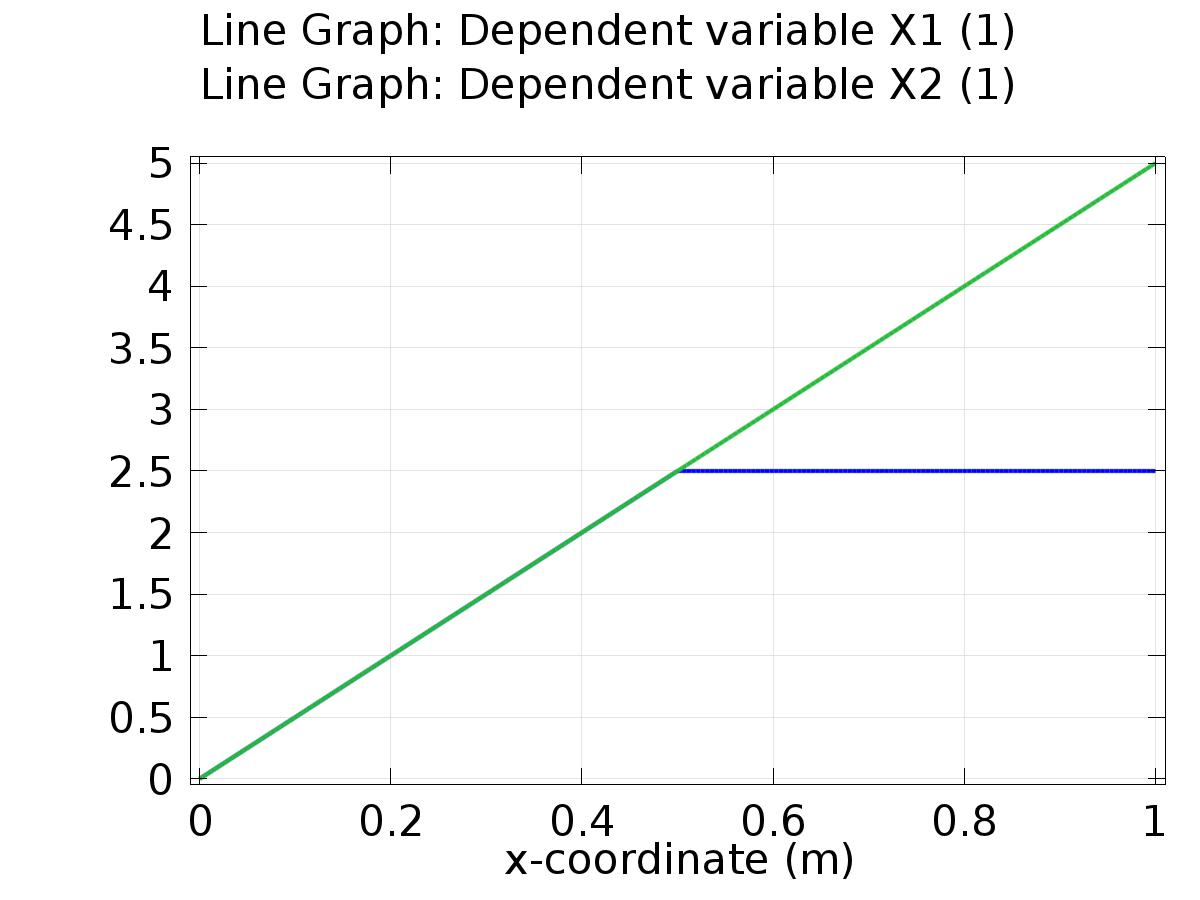 Line Graph: Dependent variable X1 (1)
Line Graph: Dependent variable X2 (1)
5
4.5
4
3.5
3
2.5
2
1.5
1
0.5
0
0 0.2 0.4 0.6 0.8 1
x-coordinate (m)